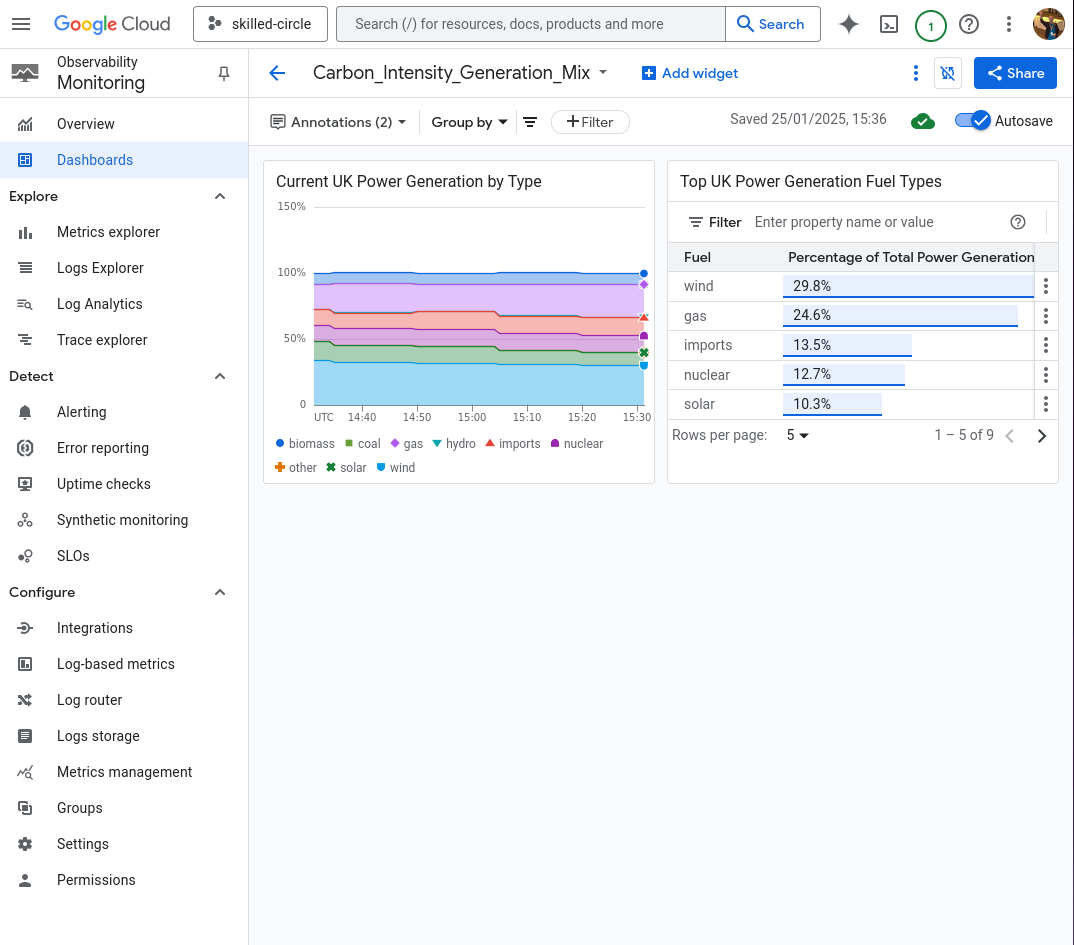 Google Cloud
skilled-circle
Search (/) for resources, docs, products and more
Search
1
Observability
Monitoring
Carbon_Intensity_Generation_Mix
Add widget
Share
Overview
Dashboards
Explore
Metrics explorer
Logs Explorer
Log Analytics
Trace explorer
Detect
Alerting
Error reporting
Uptime checks
Synthetic monitoring
SLOs
Configure
Integrations
Log-based metrics
Log router
Logs storage
Metrics management
Groups
Settings
Permissions
Annotations (2)
Group by
Filter
Saved 25/01/2025, 15:36
Autosave
Current UK Power Generation by Type
150%
100%
50%
0
UTC 14:40 14:50 15:00 15:10 15:20 15:30
biomass coal gas hydro imports nuclear
other solar wind
Top UK Power Generation Fuel Types
Filter Enter property name or value
Fuel Percentage of Total Power Generation
wind 29.8%
gas 24.6%
imports 13.5%
nuclear 12.7%
solar 10.3%
Rows per page: 5 1 – 5 of 9